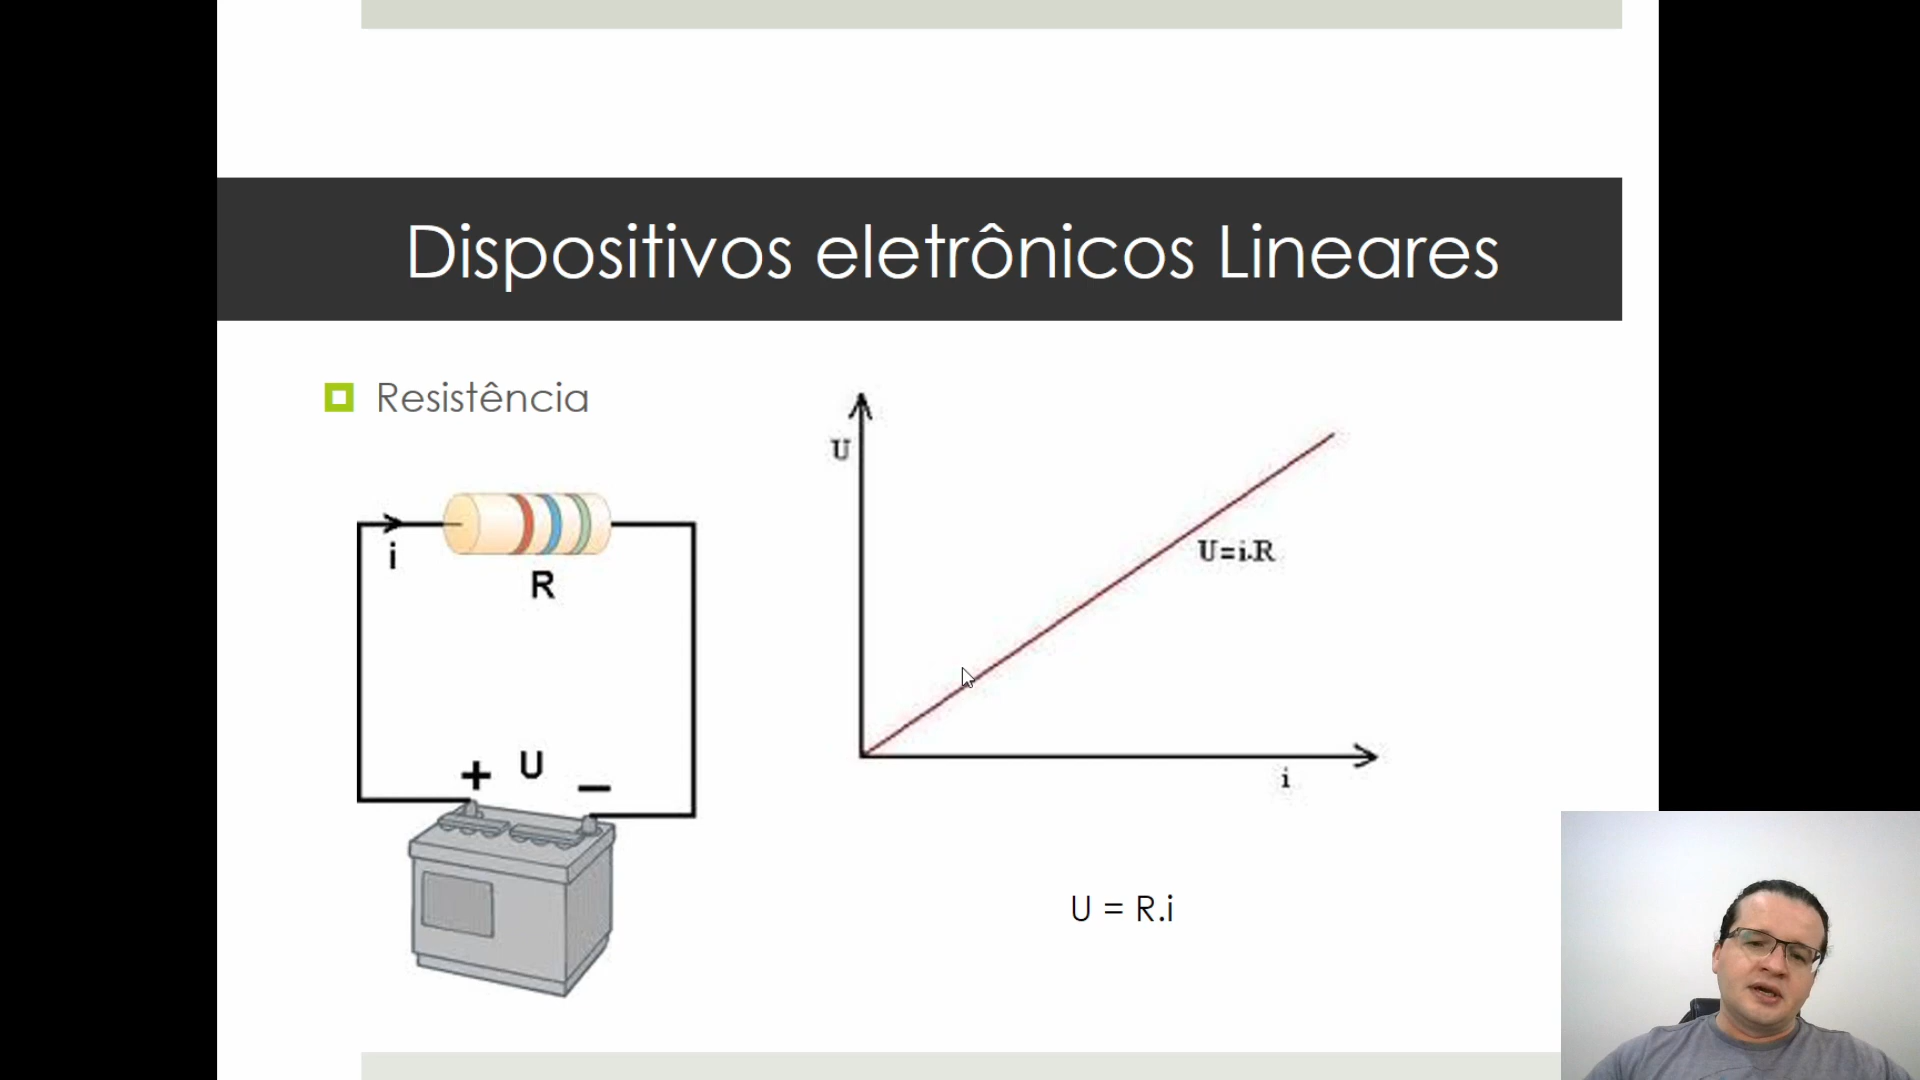 Dispositivos eletrônicos Lineares
Resistência
i
R
+ U −
U
U=i.R
i
U = R.i